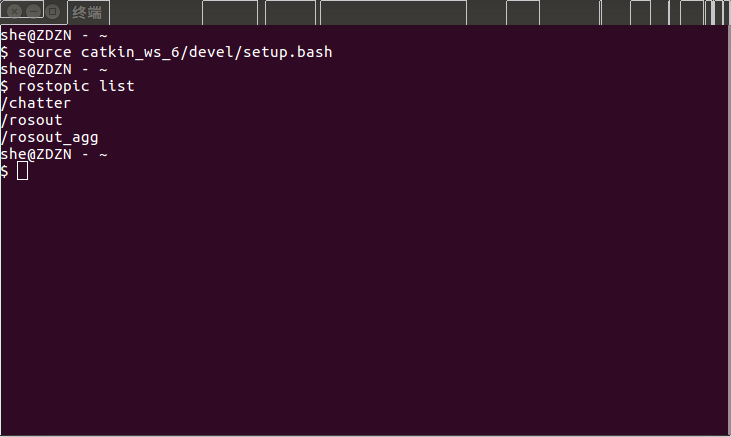 终端
she@ZDZN - ~
$ source catkin_ws_6/devel/setup.bash
she@ZDZN - ~
$ rostopic list
/chatter
/rosout
/rosout_agg
she@ZDZN - ~
$